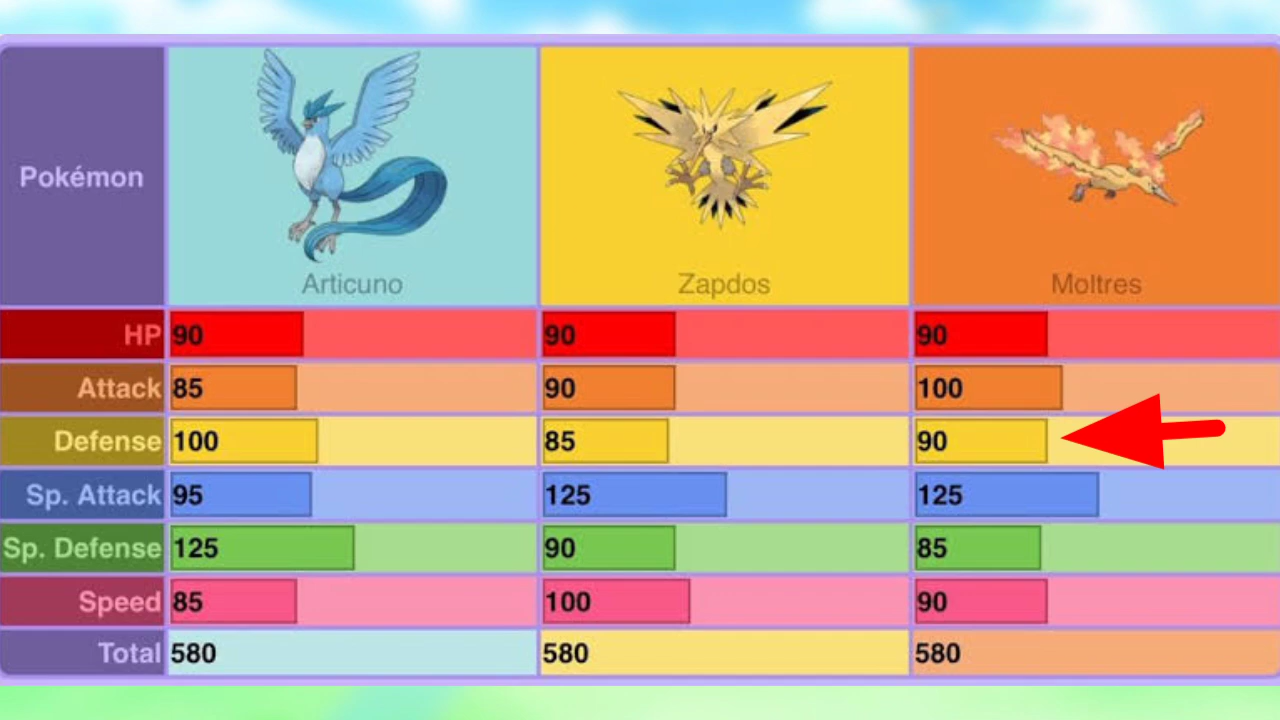 Pokémon
Articuno Zapdos Moltres
HP 90 90 90
Attack 85 90 100
Defense 100 85 90
Sp. Attack 95 125 125
Sp. Defense 125 90 85
Speed 85 100 90
Total 580 580 580